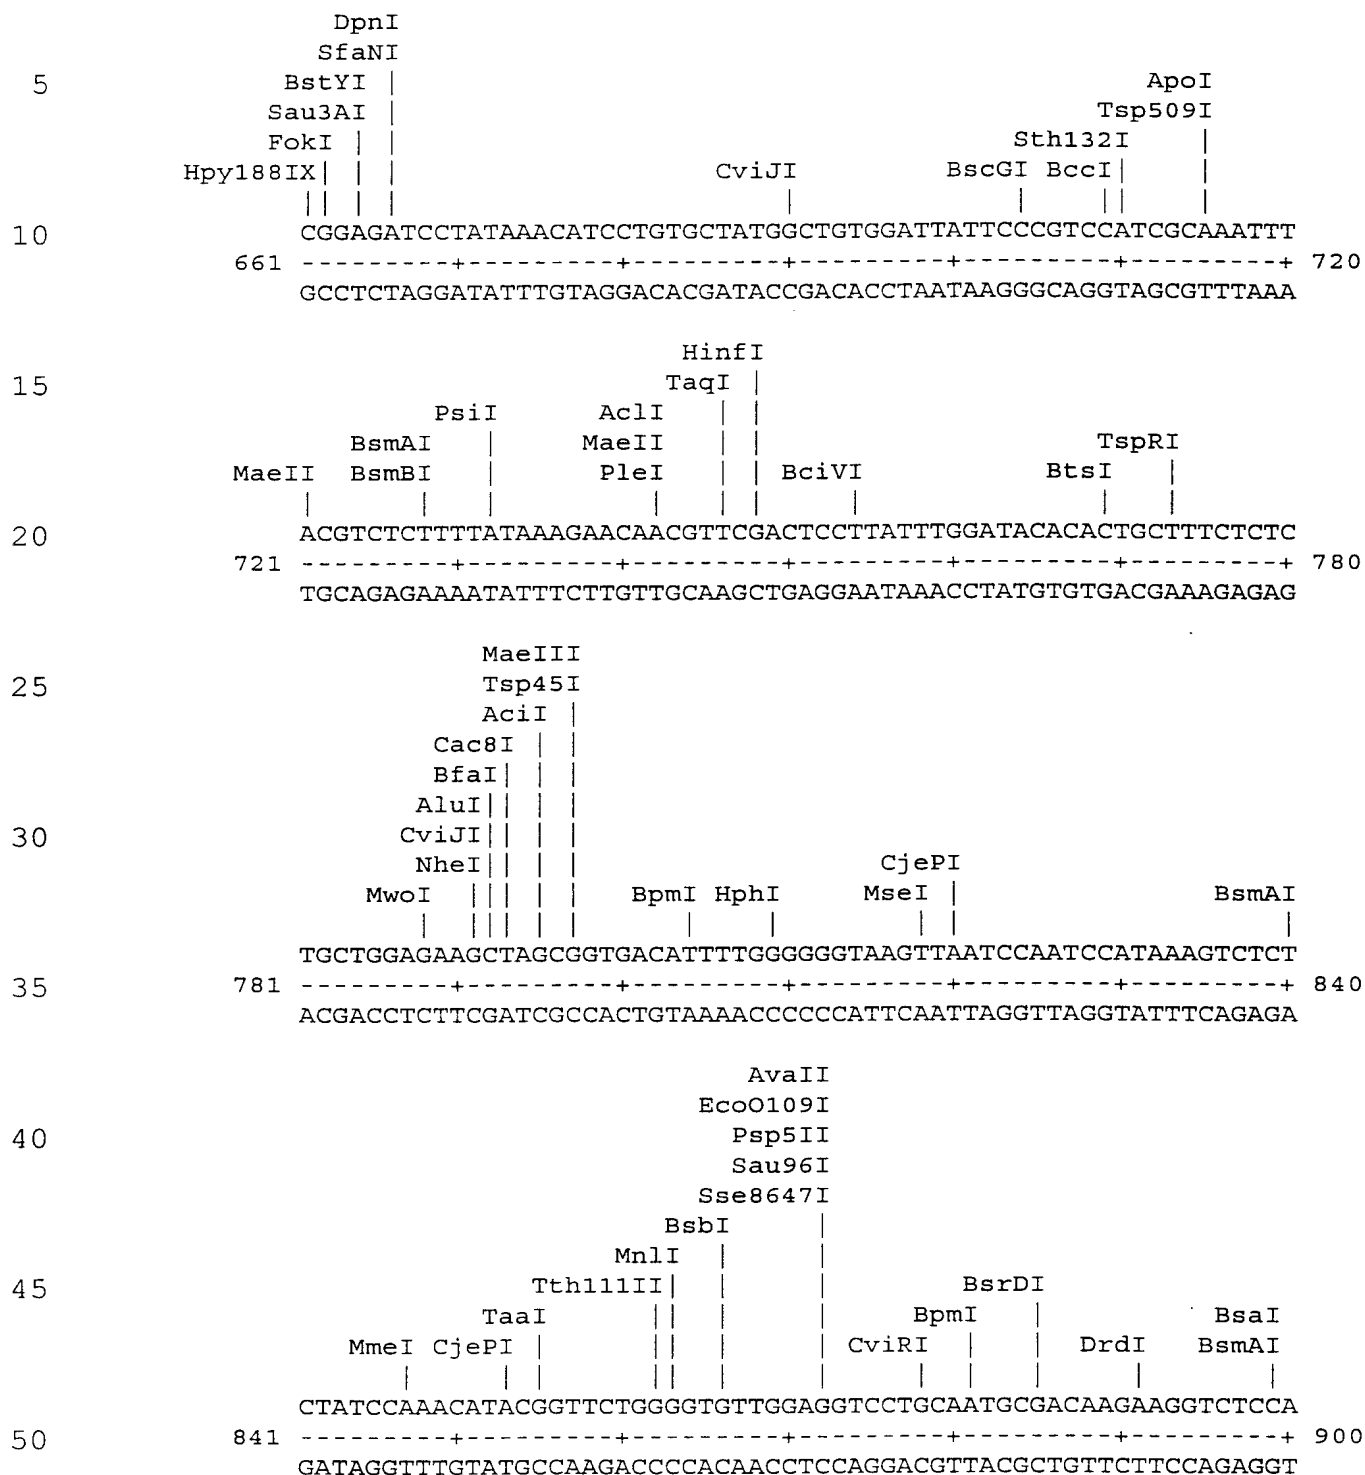 DpnI
SfaNI
5 BstYI | ApoI
Sau3AI | Tsp509I
FokI | | Sth132I |
Hpy188IX| | | CviJI BscGI BccI| |
|| | | | | || |
10 CGGAGATCCTATAAACATCCTGTGCTATGGCTGTGGATTATTCCCGTCCATCGCAAATTT
661 ---------+---------+---------+---------+---------+---------+ 720
GCCTCTAGGATATTTGTAGGACACGATACCGACACCTAATAAGGGCAGGTAGCGTTTAAA
HinfI
15 TaqI |
PsiI AclI | |
BsmAI | MaeII | | TspRI
MaeII BsmBI | PleI | | BciVI BtsI |
| | | | | | | | |
20 ACGTCTCTTTTATAAAGAACAACGTTCGACTCCTTATTTGGATACACACTGCTTTCTCTC
721 ---------+---------+---------+---------+---------+---------+ 780
TGCAGAGAAAATATTTCTTGTTGCAAGCTGAGGAATAAACCTATGTGTGACGAAAGAGAG
MaeIII
25 Tsp45I
AciI |
Cac8I | |
BfaI| | |
AluI|| | |
30 CviJI|| | |
NheI|| | | CjePI
MwoI ||| | | BpmI HphI MseI | BsmAI
| ||| | | | | | | |
TGCTGGAGAAGCTAGCGGTGACATTTTGGGGGGTAAGTTAATCCAATCCATAAAGTCTCT
35 781 ---------+---------+---------+---------+---------+---------+ 840
ACGACCTCTTCGATCGCCACTGTAAAACCCCCCATTCAATTAGGTTAGGTATTTCAGAGA
AvaII
EcoO109I
40 Psp5II
Sau96I
Sse8647I
BsbI |
MnlI | |
45 Tth111II| | | BsrDI
TaaI || | | BpmI | BsaI
MmeI CjePI | || | | CviRI | | DrdI BsmAI
| | | || | | | | | | |
CTATCCAAACATACGGTTCTGGGGTGTTGGAGGTCCTGCAATGCGACAAGAAGGTCTCCA
50 841 ---------+---------+---------+---------+---------+---------+ 900
GATAGGTTTGTATGCCAAGACCCCACAACCTCCAGGACGTTACGCTGTTCTTCCAGAGGT